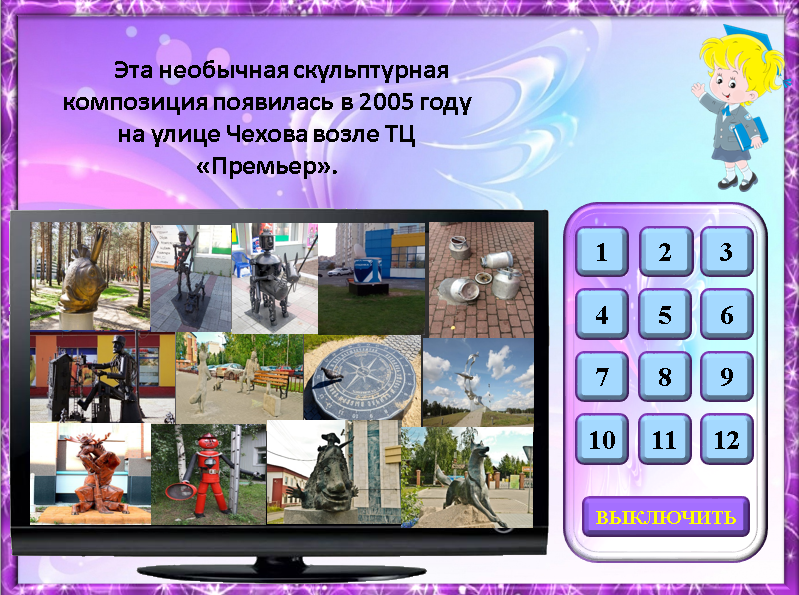 Эта необычная скульптурная
композиция появилась в 2005 году
на улице Чехова возле ТЦ
«Премьер».
1 2 3
4 5 6
7 8 9
10 11 12
ВЫКЛЮЧИТЬ